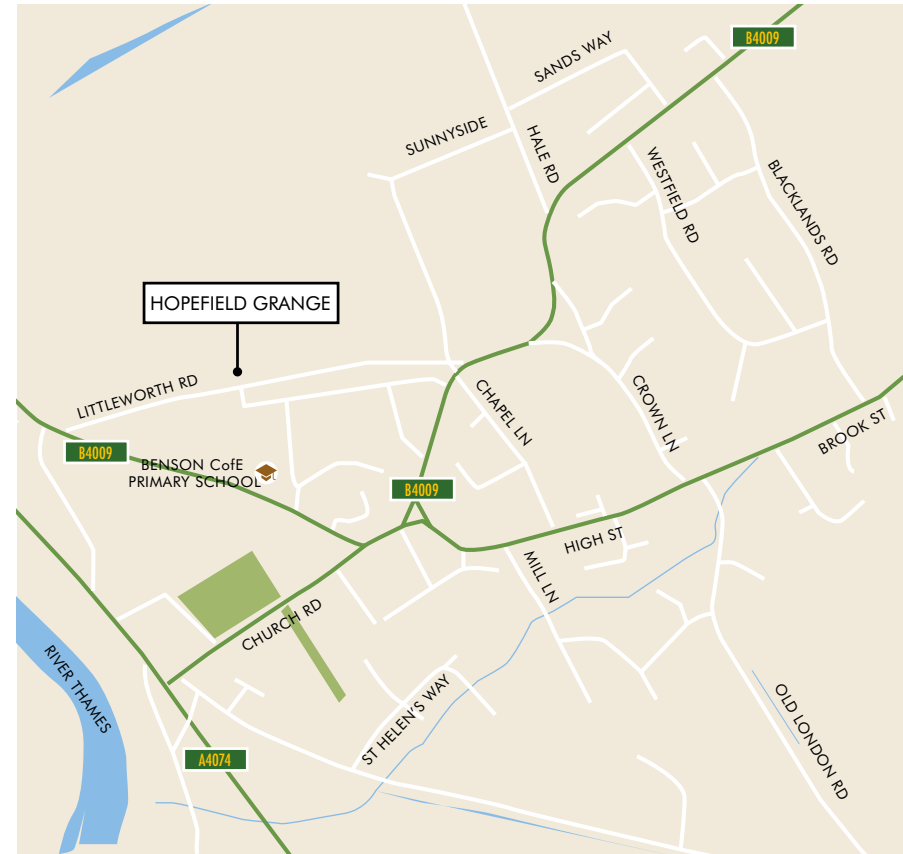 B4009
SANDS WAY
SUNNYSIDE
HALE RD
WESTFIELD RD
BLACKLANDS RD
HOPEFIELD GRANGE
LITTLEWORTH RD
CHAPEL LN
CROWN LN
BROOK ST
B4009
BENSON CofE
PRIMARY SCHOOL
B4009
HIGH ST
MILL LN
CHURCH RD
RIVER THAMES
ST HELEN'S WAY
OLD LONDON RD
A4074